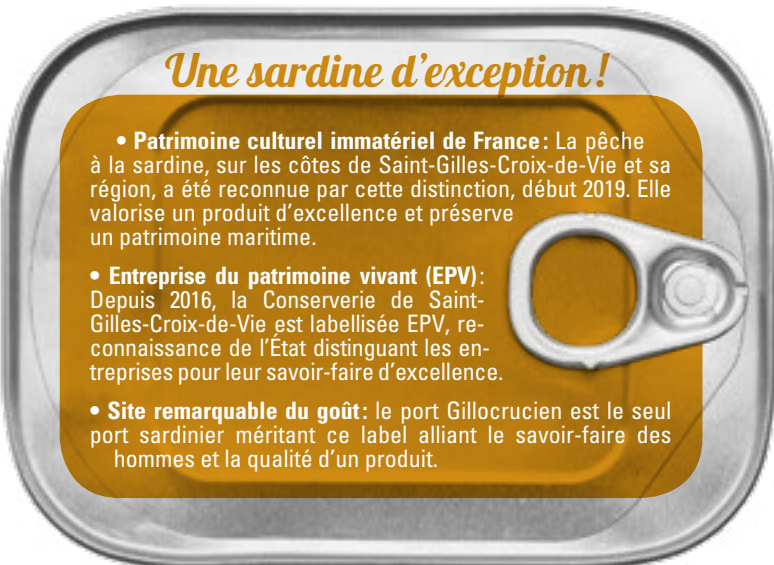 Une sardine d'exception !
• Patrimoine culturel immatériel de France : La pêche
à la sardine, sur les côtes de Saint-Gilles-Croix-de-Vie et sa
région, a été reconnue par cette distinction, début 2019. Elle
valorise un produit d'excellence et préserve
un patrimoine maritime.
• Entreprise du patrimoine vivant (EPV) :
Depuis 2016, la Conserverie de Saint-
Gilles-Croix-de-Vie est labellisée EPV, re-
connaissance de l'État distinguant les en-
treprises pour leur savoir-faire d'excellence.
• Site remarquable du goût : le port Gillocrucien est le seul
port sardinier méritant ce label alliant le savoir-faire des
hommes et la qualité d'un produit.